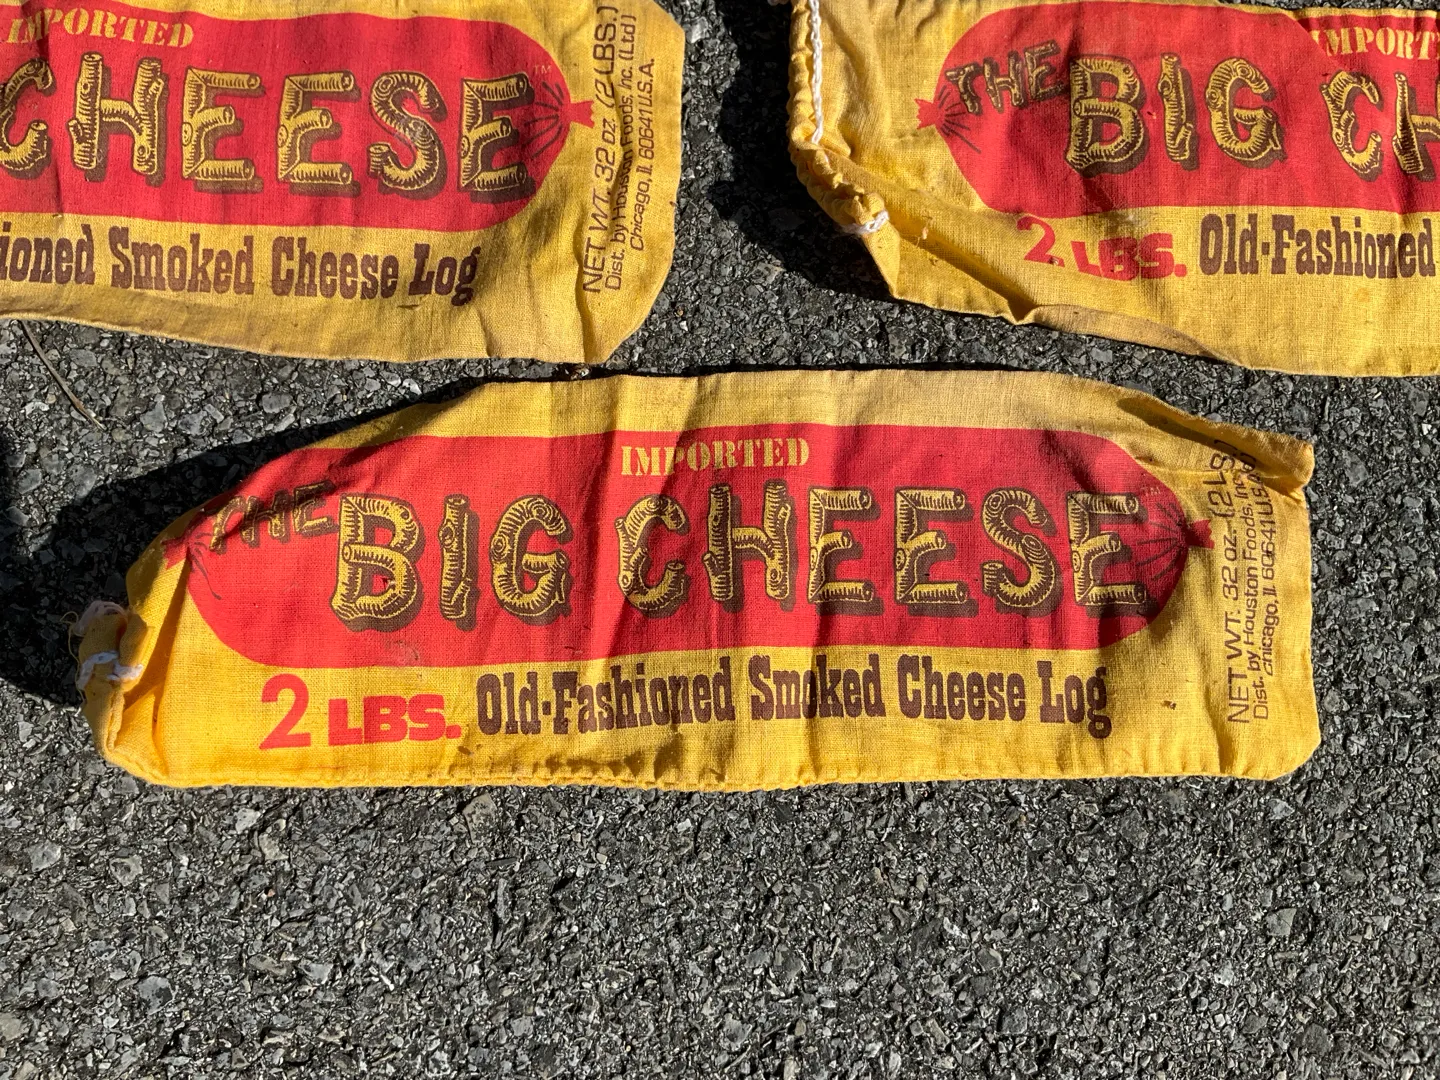 IMPORTED
CHEESE™
ioned Smoked Cheese Log
NET WT. 32 oz. (2 LBS.)
Dist. by Houston Foods, Inc. (Ltd)
Chicago, Il. 60641 U.S.A.
IMPORT
THE BIG CH
2 LBS. Old-Fashioned
IMPORTED
THE BIG CHEESE
2 LBS. Old-Fashioned Smoked Cheese Log
NET WT. 32 oz. (2 LBS.)
Dist. by Houston Foods, Inc.
Chicago, Il. 60641 U.S.A.